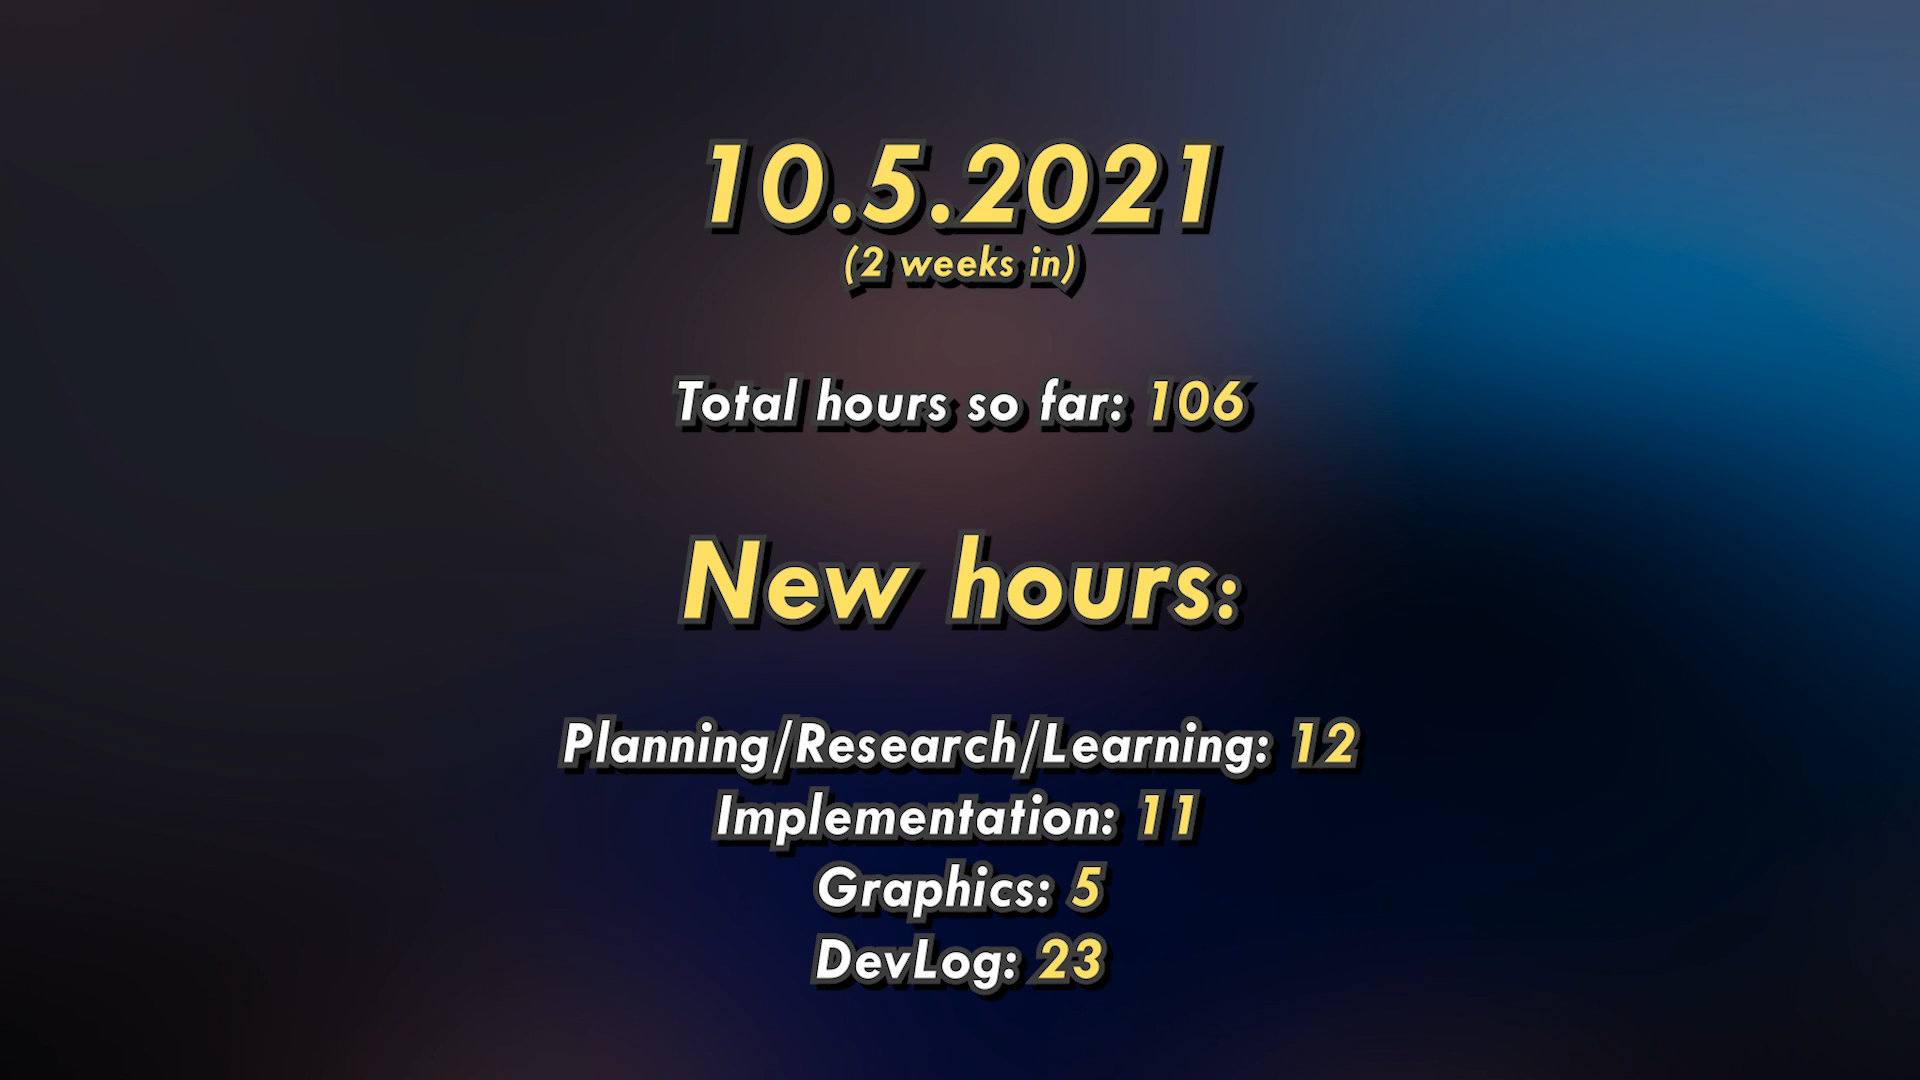 10.5.2021
(2 weeks in)
Total hours so far: 106
New hours:
Planning/Research/Learning: 12
Implementation: 11
Graphics: 5
DevLog: 23